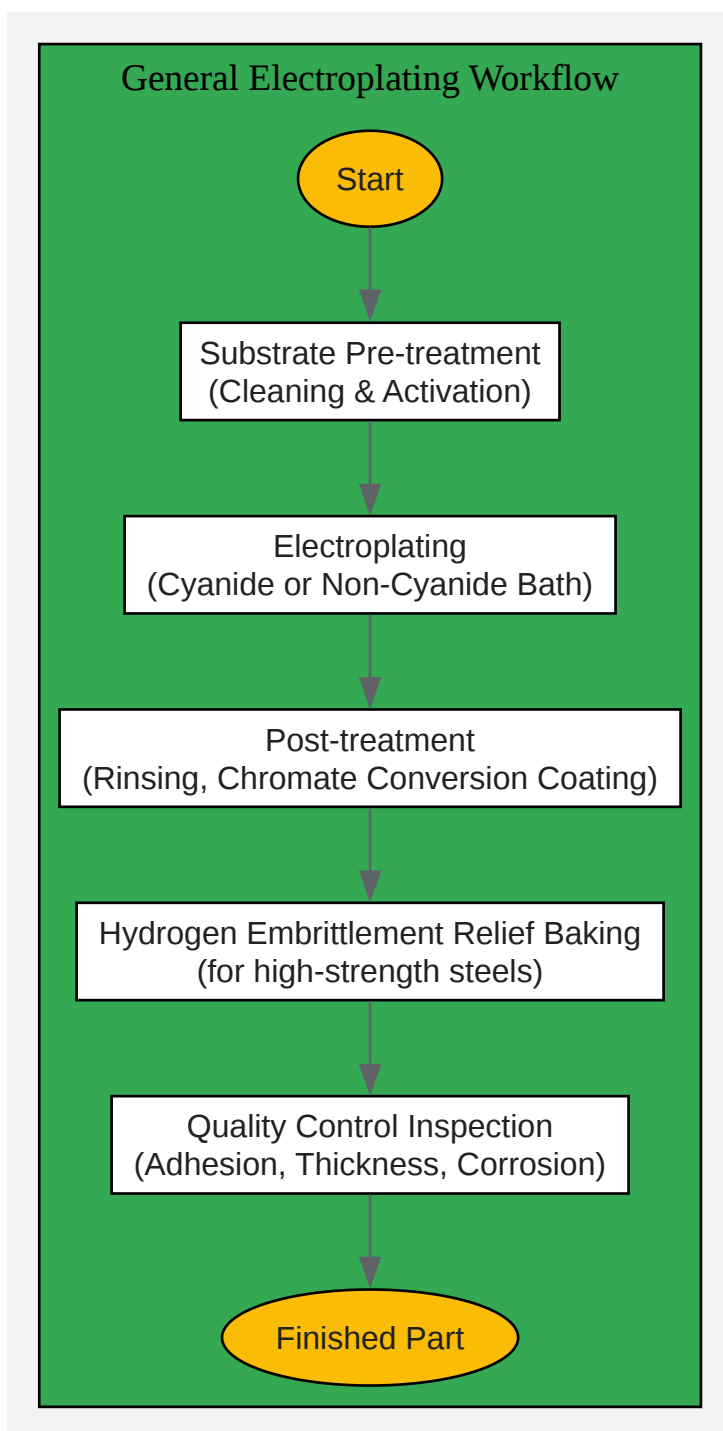 General Electroplating Workflow
Start
Substrate Pre-treatment
(Cleaning & Activation)
Electroplating
(Cyanide or Non-Cyanide Bath)
Post-treatment
(Rinsing, Chromate Conversion Coating)
Hydrogen Embrittlement Relief Baking
(for high-strength steels)
Quality Control Inspection
(Adhesion, Thickness, Corrosion)
Finished Part